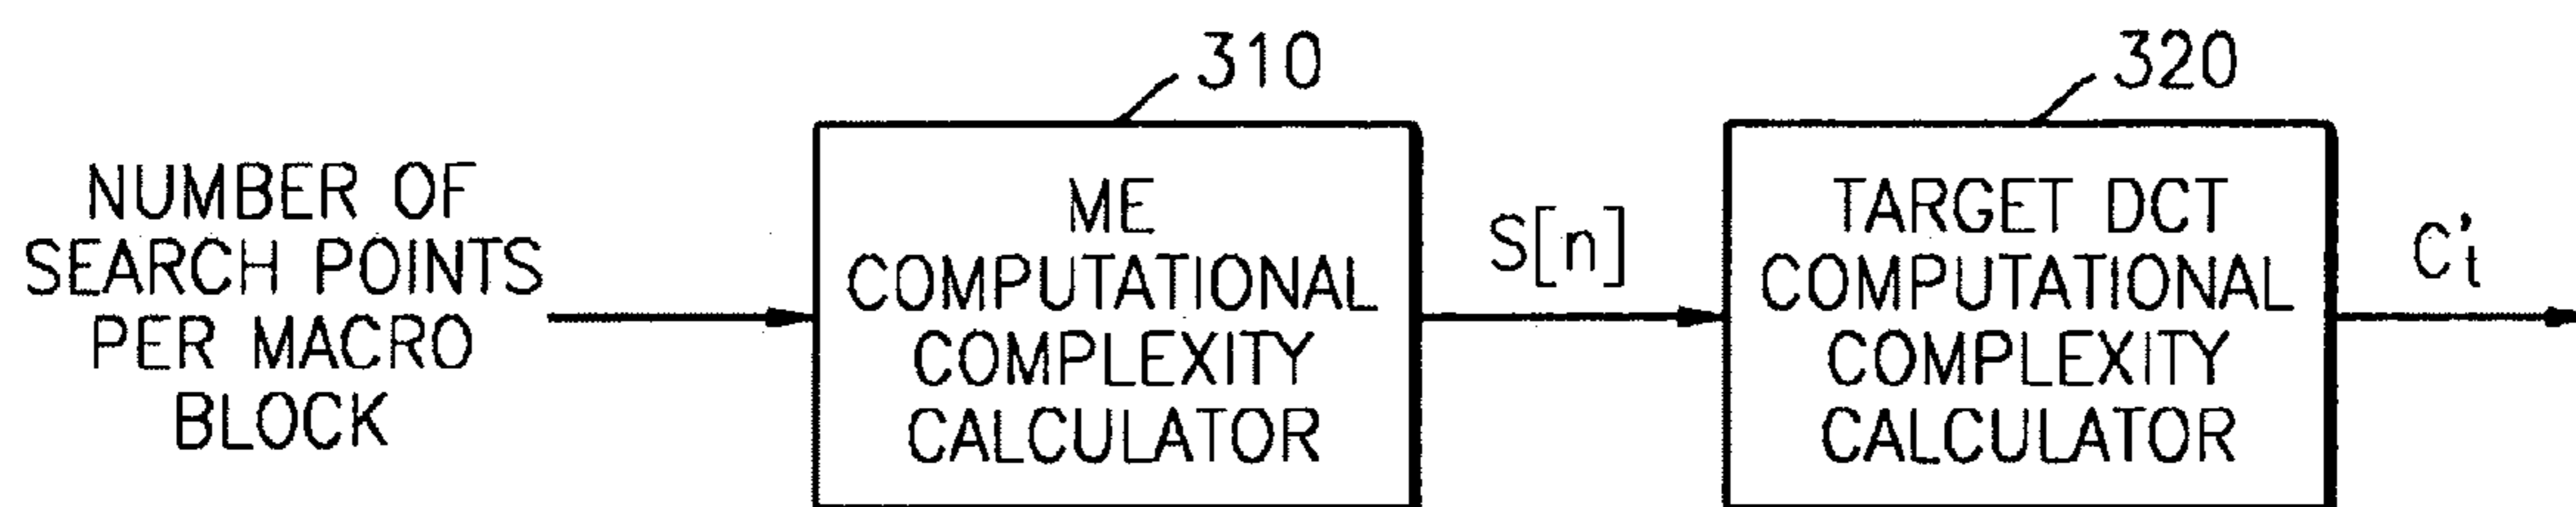 NUMBER OF
SEARCH POINTS
PER MACRO
BLOCK
310
ME
COMPUTATIONAL
COMPLEXITY
CALCULATOR
S[n]
320
TARGET DCT
COMPUTATIONAL
COMPLEXITY
CALCULATOR
C't